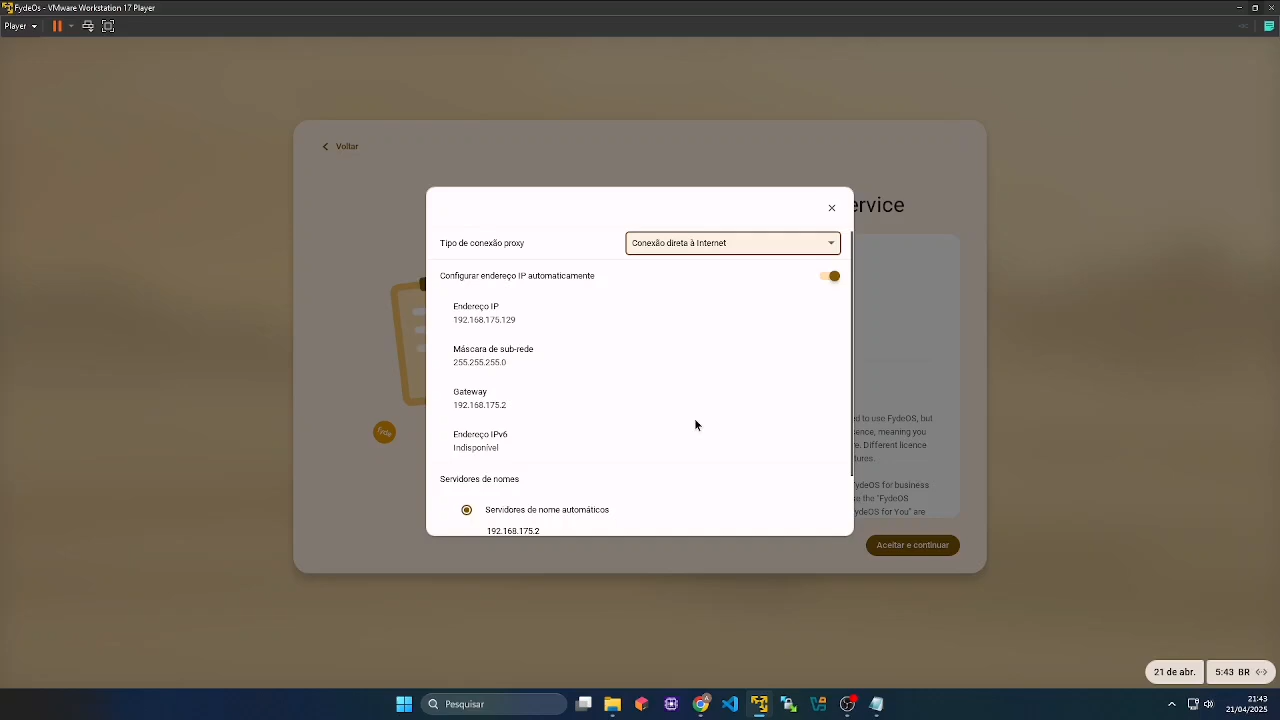 FydeOs - VMware Workstation 17 Player
Player
Voltar
ervice
Tipo de conexão proxy
Conexão direta à Internet
Configurar endereço IP automaticamente
Endereço IP
192.168.175.129
Máscara de sub-rede
255.255.255.0
Gateway
192.168.175.2
ed to use FydeOS, but
ence, meaning you
re. Different licence
tures.
Endereço IPv6
Indisponível
fyde
Servidores de nomes
FydeOS for business
se the "FydeOS
ydeOS for You" are
Servidores de nome automáticos
192.168.175.2
Aceitar e continuar
21 de abr.
5:43 BR
Pesquisar
21:43
21/04/2025